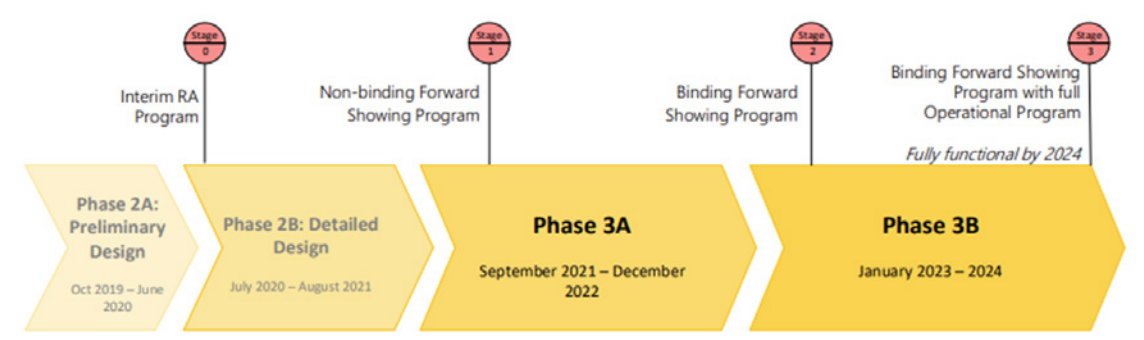 Stage
0
Stage
1
Stage
2
Stage
3
Interim RA
Program
Non-binding Forward
Showing Program
Binding Forward
Showing Program
Binding Forward Showing
Program with full
Operational Program
Fully functional by 2024
Phase 2A:
Preliminary
Design
Oct 2019 – June
2020
Phase 2B: Detailed
Design
July 2020 – August 2021
Phase 3A
September 2021 – December
2022
Phase 3B
January 2023 – 2024